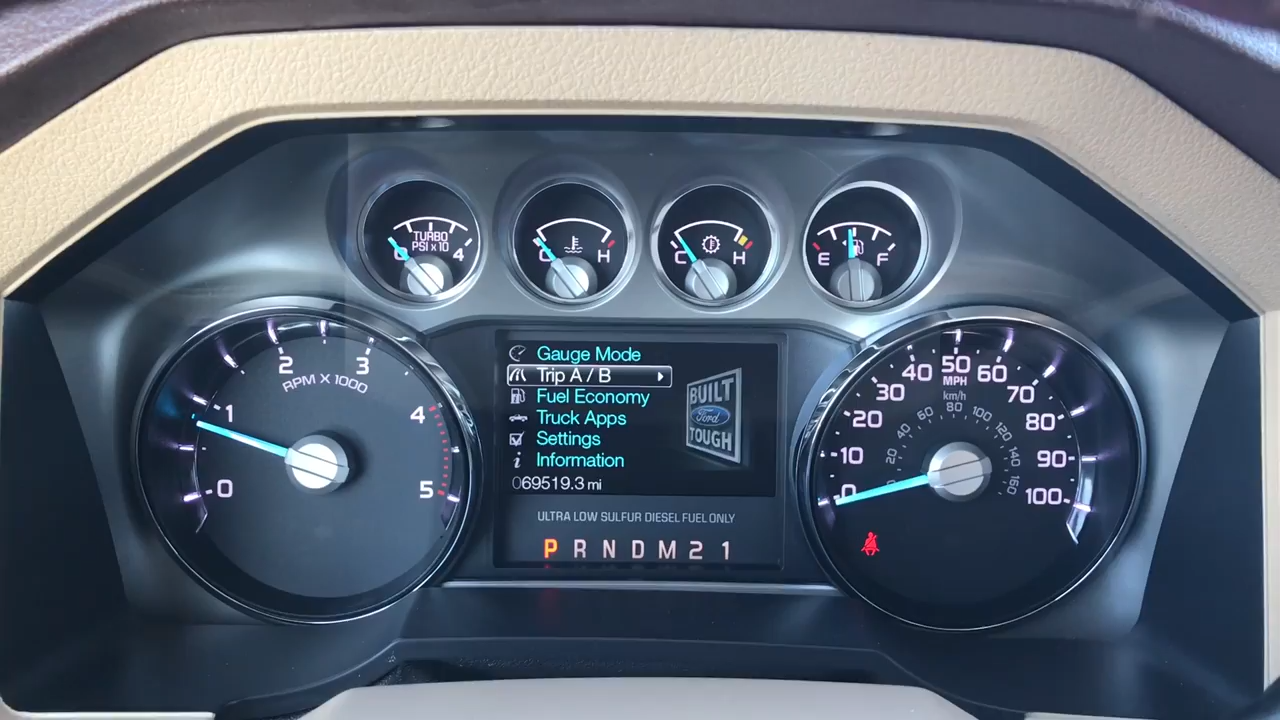 TURBO
PSI x 10
0 4
C H
C H
E F
0 1 2 3 4 5
RPM X 1000
Gauge Mode
Trip A / B
Fuel Economy
Truck Apps
Settings
Information
069519.3 mi
BUILT
Ford
TOUGH
ULTRA LOW SULFUR DIESEL FUEL ONLY
P R N D M 2 1
0 10 20 30 40 50 60 70 80 90 100
MPH
km/h
20 40 60 80 100 120 140 160